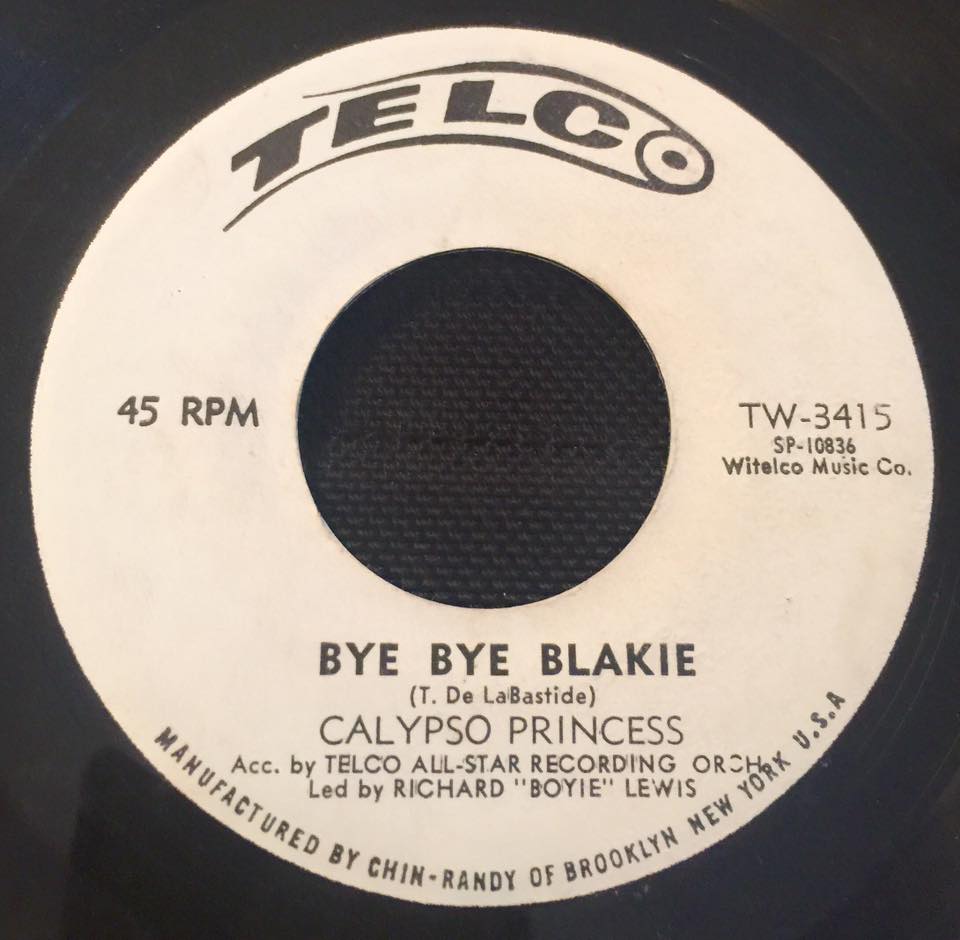 TELCO
45 RPM
TW-3415
SP-10836
Witelco Music Co.
BYE BYE BLAKIE
(T. De LaBastide)
CALYPSO PRINCESS
Acc. by TELCO ALL-STAR RECORDING ORCH.
Led by RICHARD "BOYIE" LEWIS
MANUFACTURED BY CHIN-RANDY OF BROOKLYN NEW YORK U.S.A